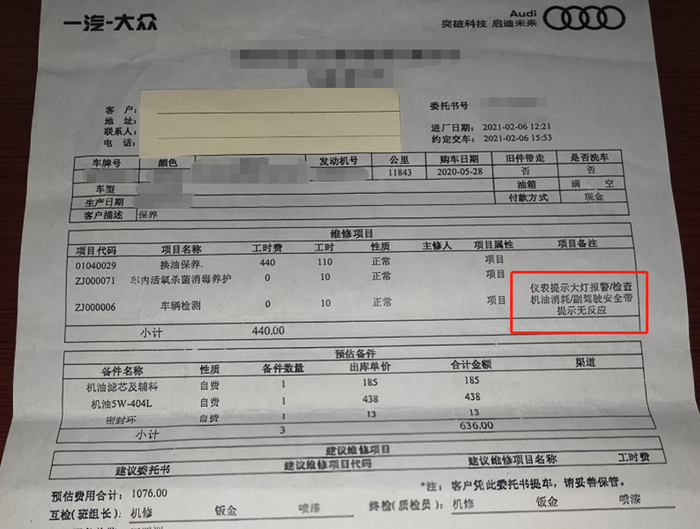 一汽-大众
Audi
突破科技 启迪未来
客 户：
地 址：
联系人：
电 话：
委托书号
进厂日期： 2021-02-06 12:21
约定交车： 2021-02-06 15:53
车牌号 颜色 发动机号 公里 购车日期 旧件带走 是否洗车
11843 2020-05-28 否 否
车型 油箱 满 空
生产日期 付款方式 现金
客户描述 保养
维修项目
项目代码 项目名称 工时费 工时 性质 主修人 项目属性 项目备注
01040029 换油保养. 440 110 正常 项目
ZJ000071 车内活氧杀菌消毒养护 0 10 正常
ZJ000006 车辆检测 0 10 正常 项目
仪表提示大灯报警/检查
机油消耗/副驾驶安全带
提示无反应
小计 440.00
预估备件
备件名称 性质 备件数量 出库单价 合计金额 渠道
机油滤芯及辅料 自费 1 185 185
机油5W-404L 自费 1 438 438
密封环 自费 1 13 13
小计 3 636.00
建议维修项目
建议委托书 建议维修项目代码 建议维修项目名称 工时费
预估费用合计：1076.00
*注： 客户凭此委托书提车，请妥善保管。
互检(班组长)： 机修 钣金 喷漆
终检(质检员)： 机修 钣金 喷漆